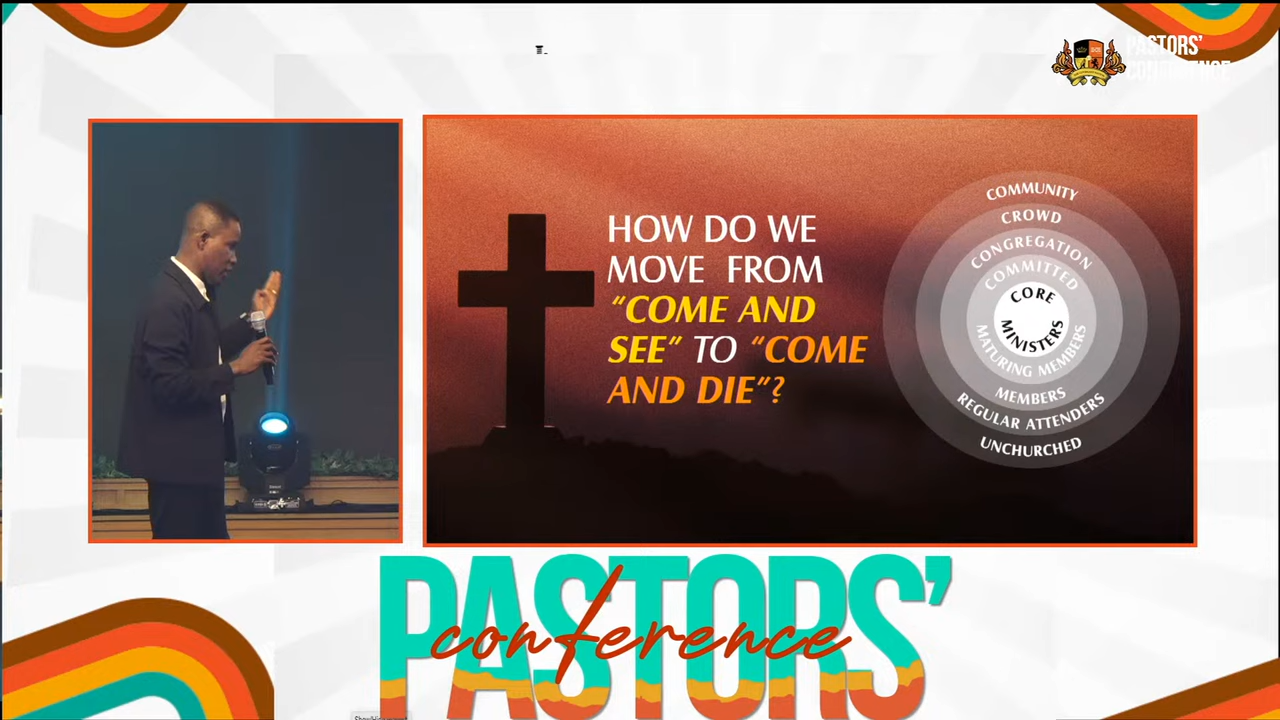 PASTORS'
CONFERENCE
HOW DO WE
MOVE FROM
“COME AND
SEE” TO “COME
AND DIE”?
COMMUNITY
CROWD
CONGREGATION
COMMITTED
CORE
MINISTERS
MATURING MEMBERS
MEMBERS
REGULAR ATTENDERS
UNCHURCHED
PASTORS’
conference